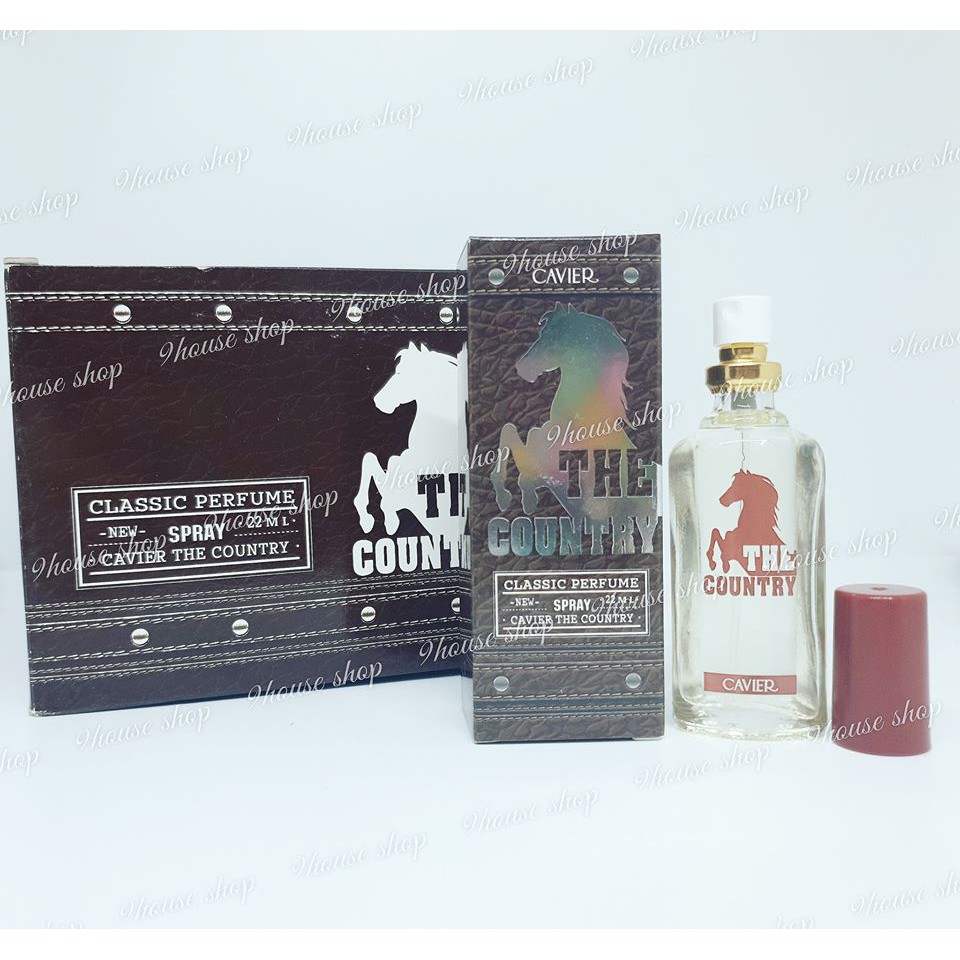 9house shop
CLASSIC PERFUME
-NEW- SPRAY 22 ML
· CAVIER THE COUNTRY ·
THE
COUNTRY
CAVIER
THE
COUNTRY
CLASSIC PERFUME
-NEW- SPRAY 22 ML
· CAVIER THE COUNTRY ·
THE
COUNTRY
CAVIER